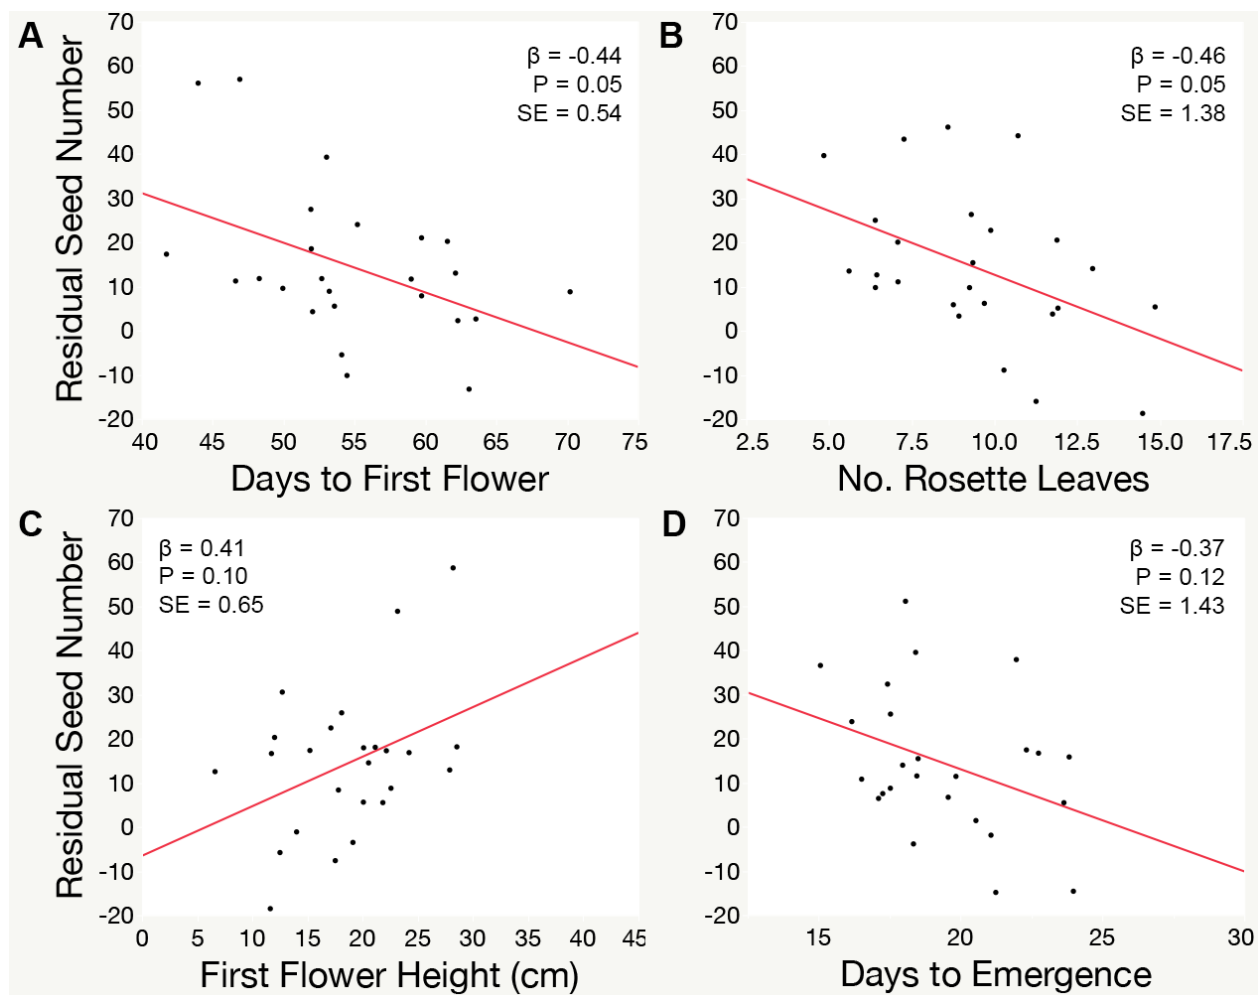 A
Residual Seed Number
70
60
50
40
30
20
10
0
-10
-20
β = -0.44
P = 0.05
SE = 0.54
40 45 50 55 60 65 70 75
Days to First Flower
B
70
60
50
40
30
20
10
0
-10
-20
β = -0.46
P = 0.05
SE = 1.38
2.5 5.0 7.5 10.0 12.5 15.0 17.5
No. Rosette Leaves
C
Residual Seed Number
70
60
50
40
30
20
10
0
-10
-20
β = 0.41
P = 0.10
SE = 0.65
0 5 10 15 20 25 30 35 40 45
First Flower Height (cm)
D
70
60
50
40
30
20
10
0
-10
-20
β = -0.37
P = 0.12
SE = 1.43
15 20 25 30
Days to Emergence